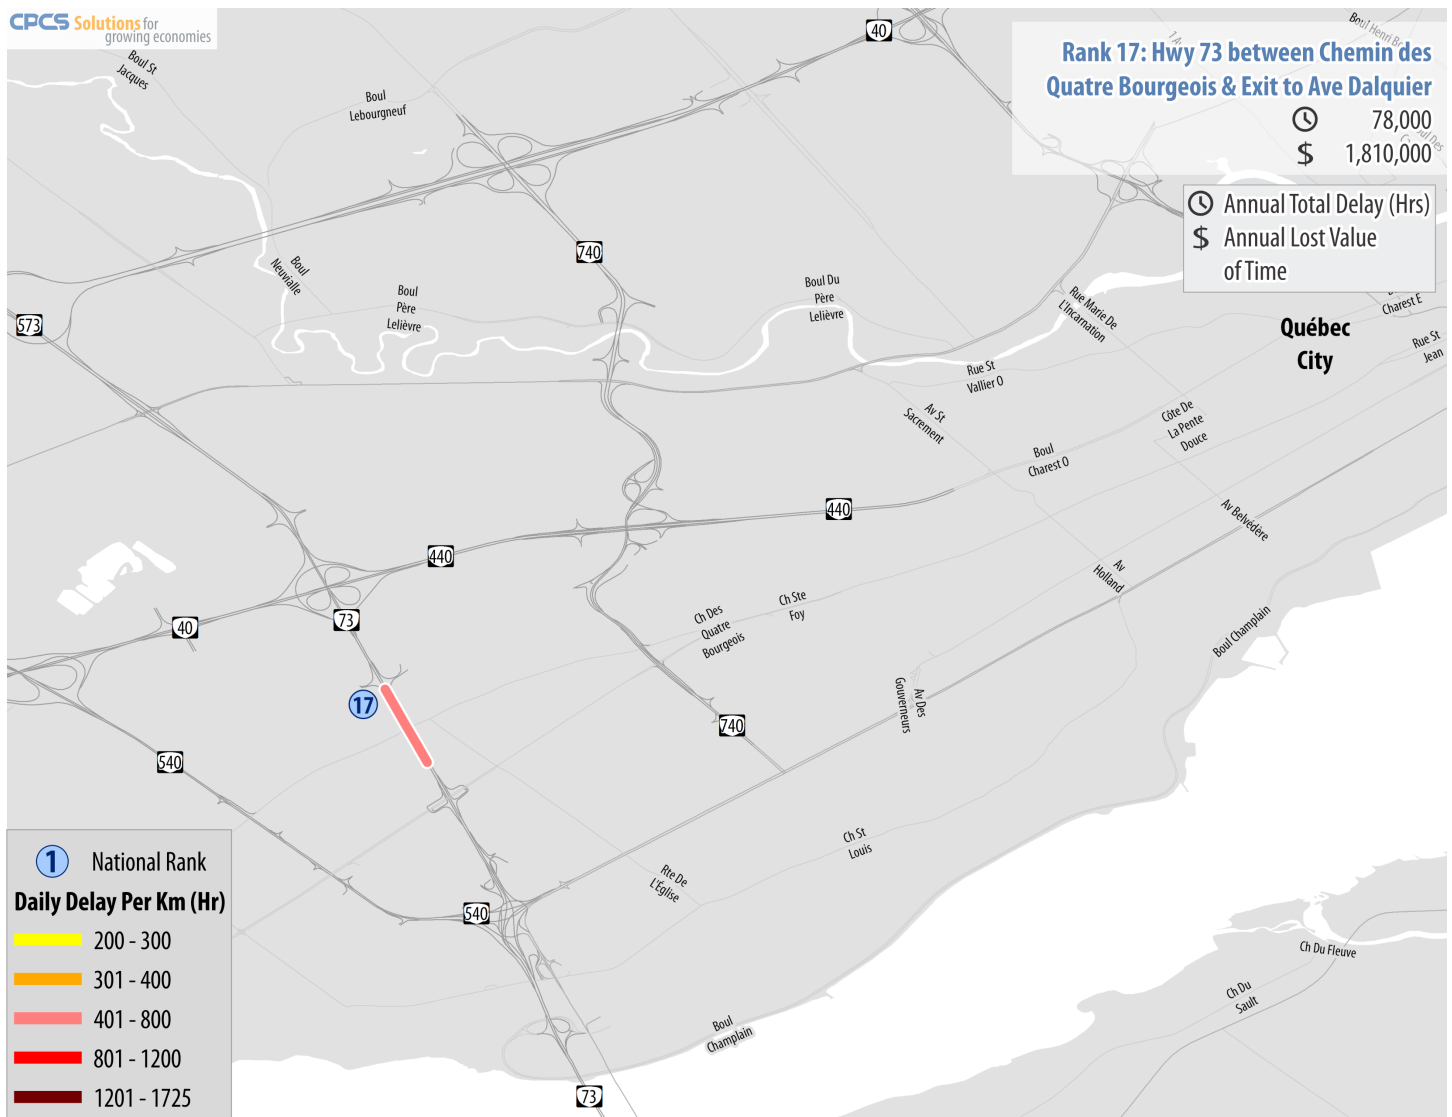 CPCS Solutions for
growing economies
Rank 17: Hwy 73 between Chemin des
Quatre Bourgeois & Exit to Ave Dalquier
78,000
$ 1,810,000
Annual Total Delay (Hrs)
$ Annual Lost Value
of Time
Boul St
Jacques
Boul
Lebourgneuf
40
Boul Henri
Boul Des
740
Boul
Neuvialle
Boul
Père
Lelièvre
Boul Du
Père
Lelièvre
Rue Marie De
L'Incarnation
Charest E
573
Québec
City
Rue St
Jean
Rue St
Vallier O
Av St
Sacrement
Côte De
La Pente
Douce
Boul
Charest O
440
Av Belvédère
440
Av
Holland
40
73
Ch Des
Quatre
Bourgeois
Ch Ste
Foy
Boul Champlain
17
Av Des
Gouverneurs
740
540
Ch St
Louis
Rte De
L'Église
540
Ch Du Fleuve
Ch Du
Sault
Boul
Champlain
73
1 National Rank
Daily Delay Per Km (Hr)
200 - 300
301 - 400
401 - 800
801 - 1200
1201 - 1725